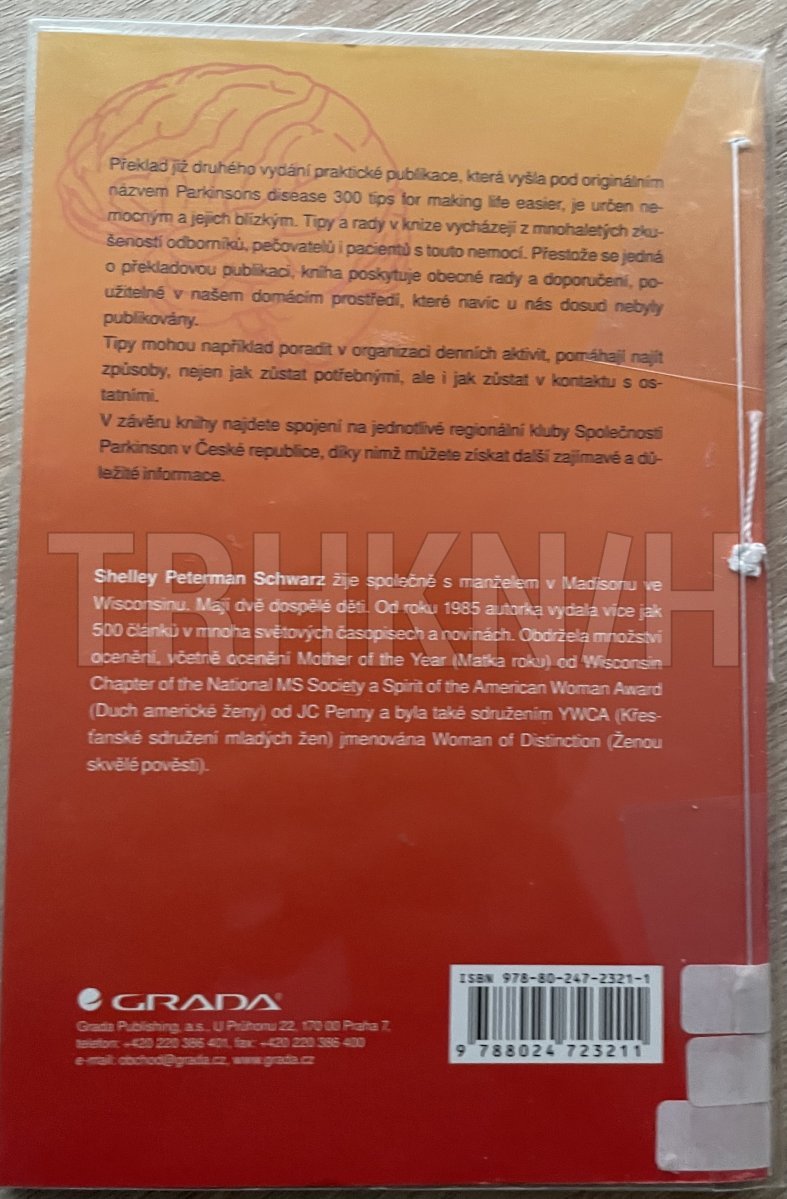 Překlad již druhého vydání praktické publikace, která vyšla pod originálním
názvem Parkinsons disease 300 tips for making life easier, je určen ne-
mocným a jejich blízkým. Tipy a rady v knize vycházejí z mnohaletých zku-
šeností odborníků, pečovatelů i pacientů s touto nemocí. Přestože se jedná
o překladovou publikaci, kniha poskytuje obecné rady a doporučení, po-
užitelné v našem domácím prostředí, které navíc u nás dosud nebyly
publikovány.
Tipy mohou například poradit v organizaci denních aktivit, pomáhají najít
způsoby, nejen jak zůstat potřebnými, ale i jak zůstat v kontaktu s os-
tatními.
V závěru knihy najdete spojení na jednotlivé regionální kluby Společnosti
Parkinson v České republice, díky nimž můžete získat další zajímavé a dů-
ležité informace.
TRHKNIH
Shelley Peterman Schwarz žije společně s manželem v Madisonu ve
Wisconsinu. Mají dvě dospělé děti. Od roku 1985 autorka vydala více jak
500 článků v mnoha světových časopisech a novinách. Obdržela množství
ocenění, včetně ocenění Mother of the Year (Matka roku) od Wisconsin
Chapter of the National MS Society a Spirit of the American Woman Award
(Duch americké ženy) od JC Penny a byla také sdružením YWCA (Křes-
ťanské sdružení mladých žen) jmenována Woman of Distinction (Ženou
skvělé pověsti).
GRADA
Grada Publishing, a.s., U Průhonu 22, 170 00 Praha 7,
telefon: +420 220 386 401, fax: +420 220 386 400
e-mail: obchod@grada.cz, www.grada.cz
ISBN 978-80-247-2321-1
9 788024 723211